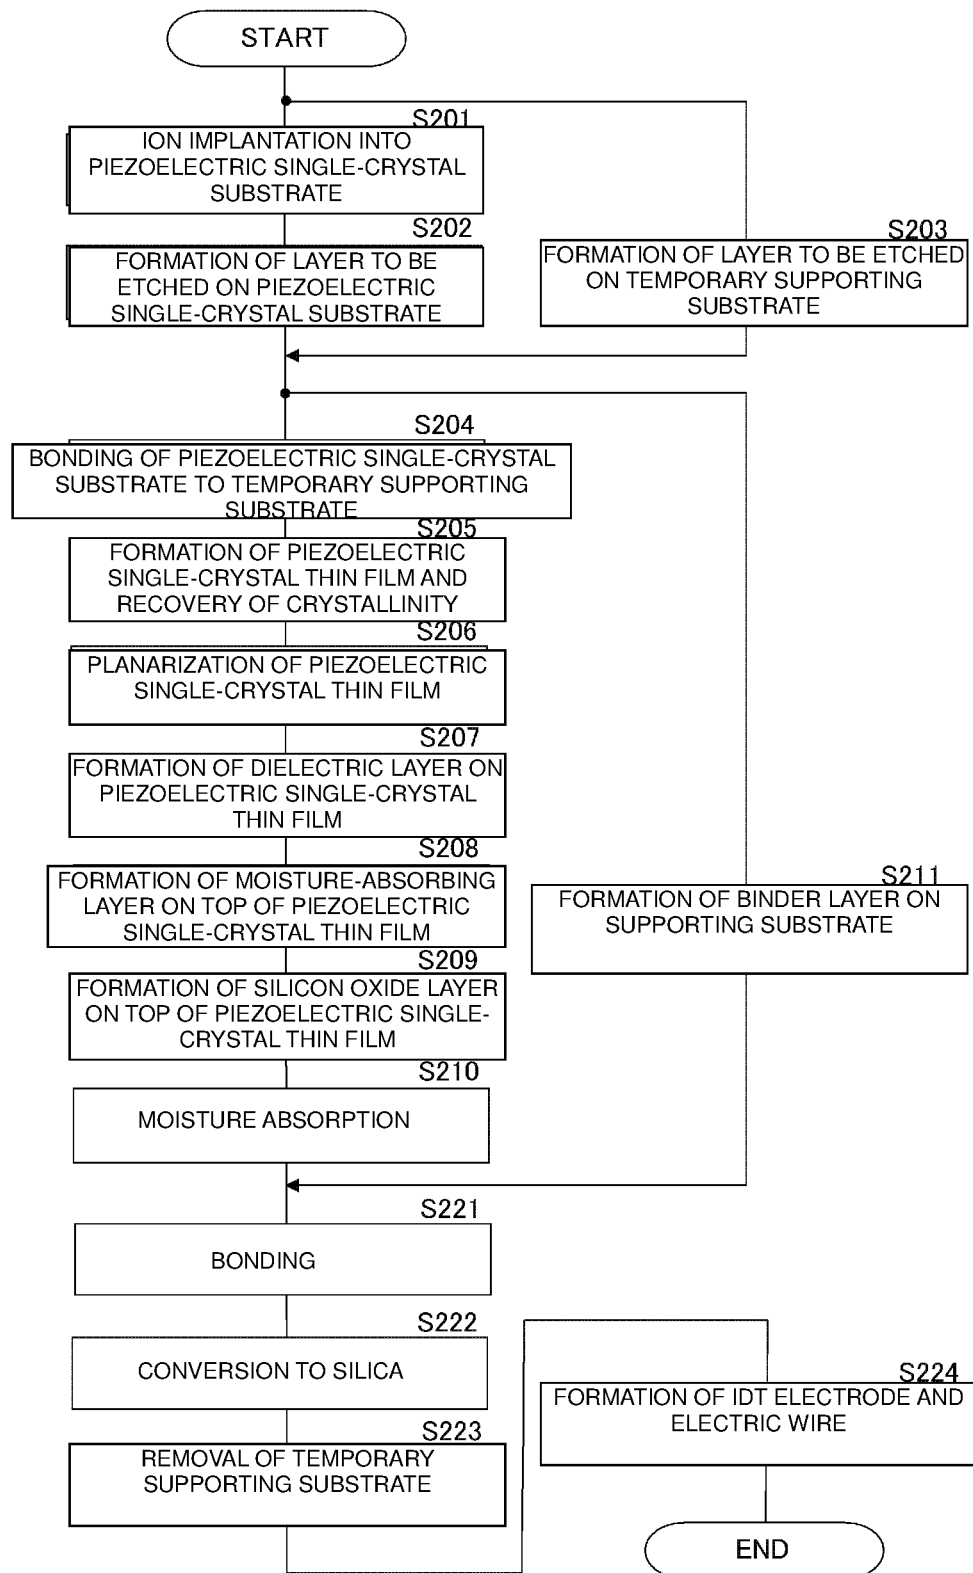 START
S201
ION IMPLANTATION INTO
PIEZOELECTRIC SINGLE-CRYSTAL
SUBSTRATE
S202
FORMATION OF LAYER TO BE
ETCHED ON PIEZOELECTRIC
SINGLE-CRYSTAL SUBSTRATE
S203
FORMATION OF LAYER TO BE ETCHED
ON TEMPORARY SUPPORTING
SUBSTRATE
S204
BONDING OF PIEZOELECTRIC SINGLE-CRYSTAL
SUBSTRATE TO TEMPORARY SUPPORTING
SUBSTRATE
S205
FORMATION OF PIEZOELECTRIC
SINGLE-CRYSTAL THIN FILM AND
RECOVERY OF CRYSTALLINITY
S206
PLANARIZATION OF PIEZOELECTRIC
SINGLE-CRYSTAL THIN FILM
S207
FORMATION OF DIELECTRIC LAYER ON
PIEZOELECTRIC SINGLE-CRYSTAL
THIN FILM
S208
FORMATION OF MOISTURE-ABSORBING
LAYER ON TOP OF PIEZOELECTRIC
SINGLE-CRYSTAL THIN FILM
S211
FORMATION OF BINDER LAYER ON
SUPPORTING SUBSTRATE
S209
FORMATION OF SILICON OXIDE LAYER
ON TOP OF PIEZOELECTRIC SINGLE-
CRYSTAL THIN FILM
S210
MOISTURE ABSORPTION
S221
BONDING
S222
CONVERSION TO SILICA
S223
REMOVAL OF TEMPORARY
SUPPORTING SUBSTRATE
S224
FORMATION OF IDT ELECTRODE AND
ELECTRIC WIRE
END